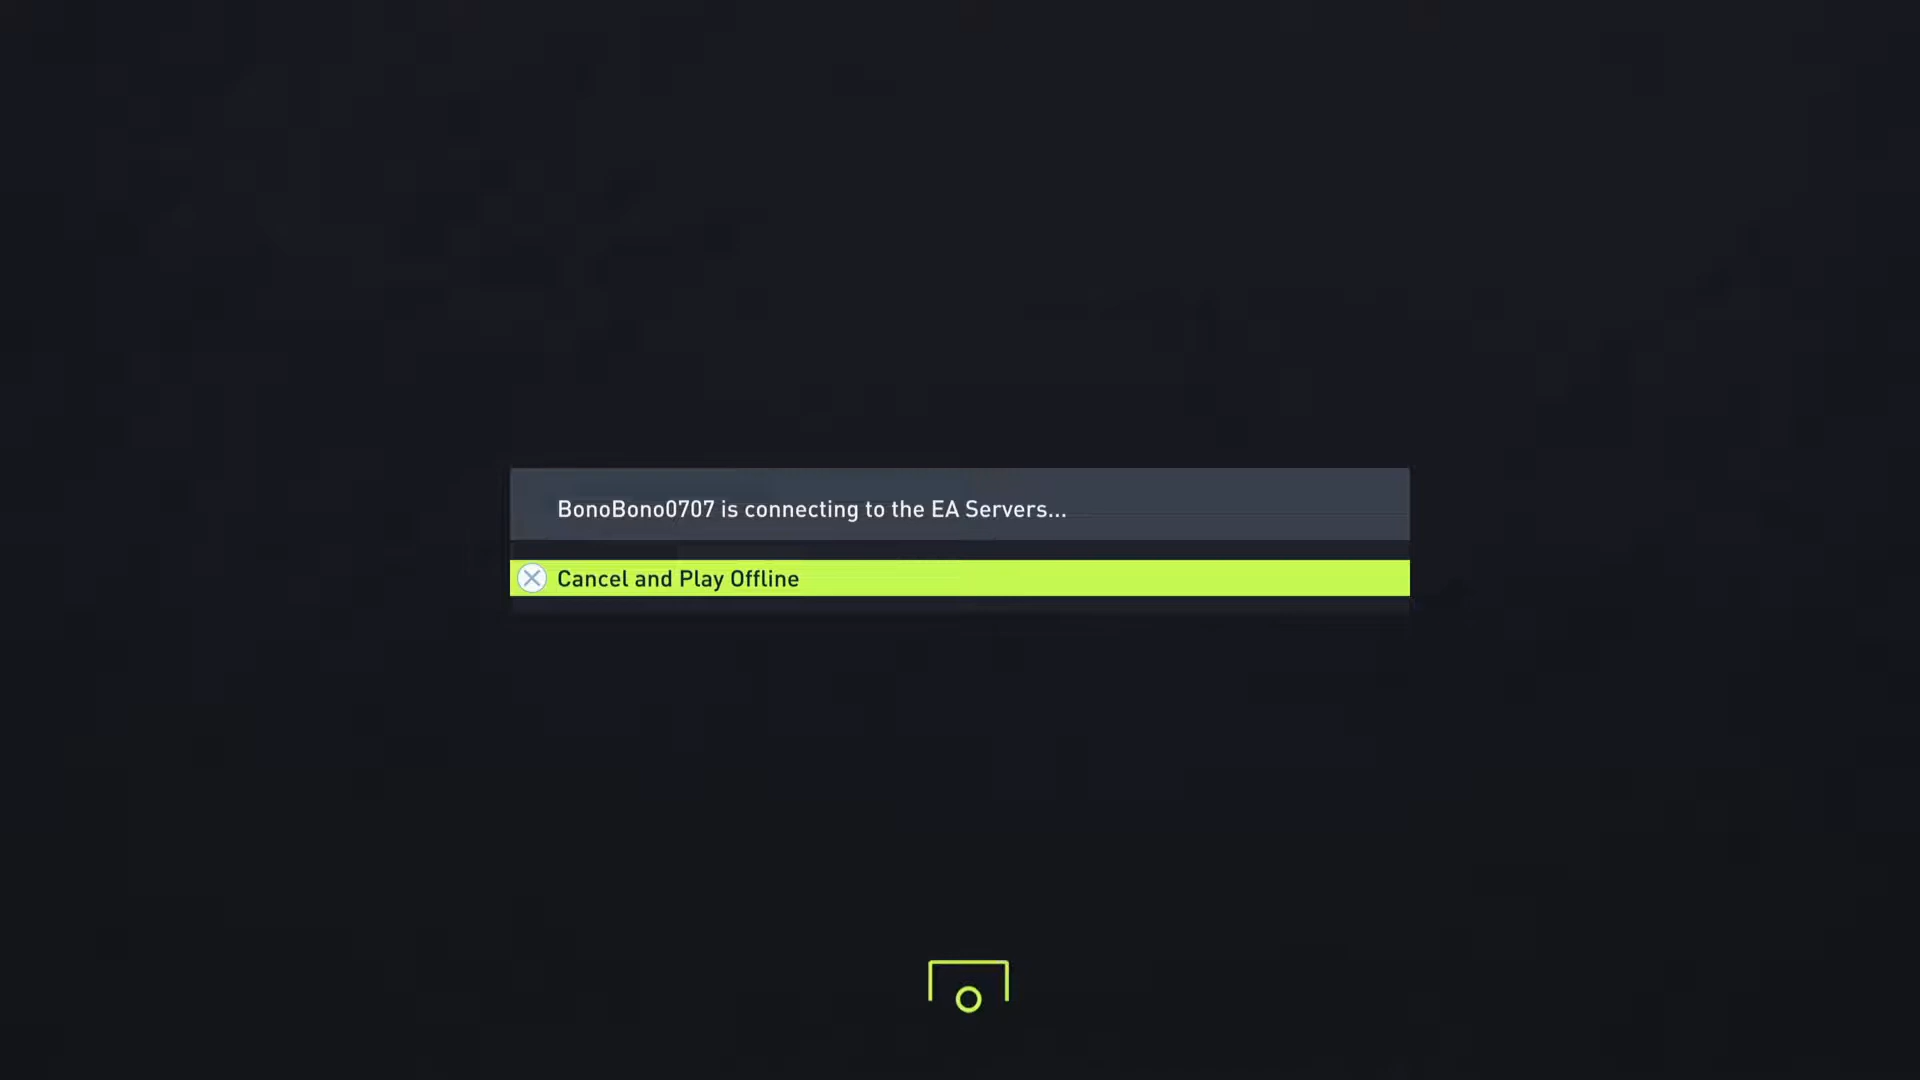 BonoBono0707 is connecting to the EA Servers...
Cancel and Play Offline